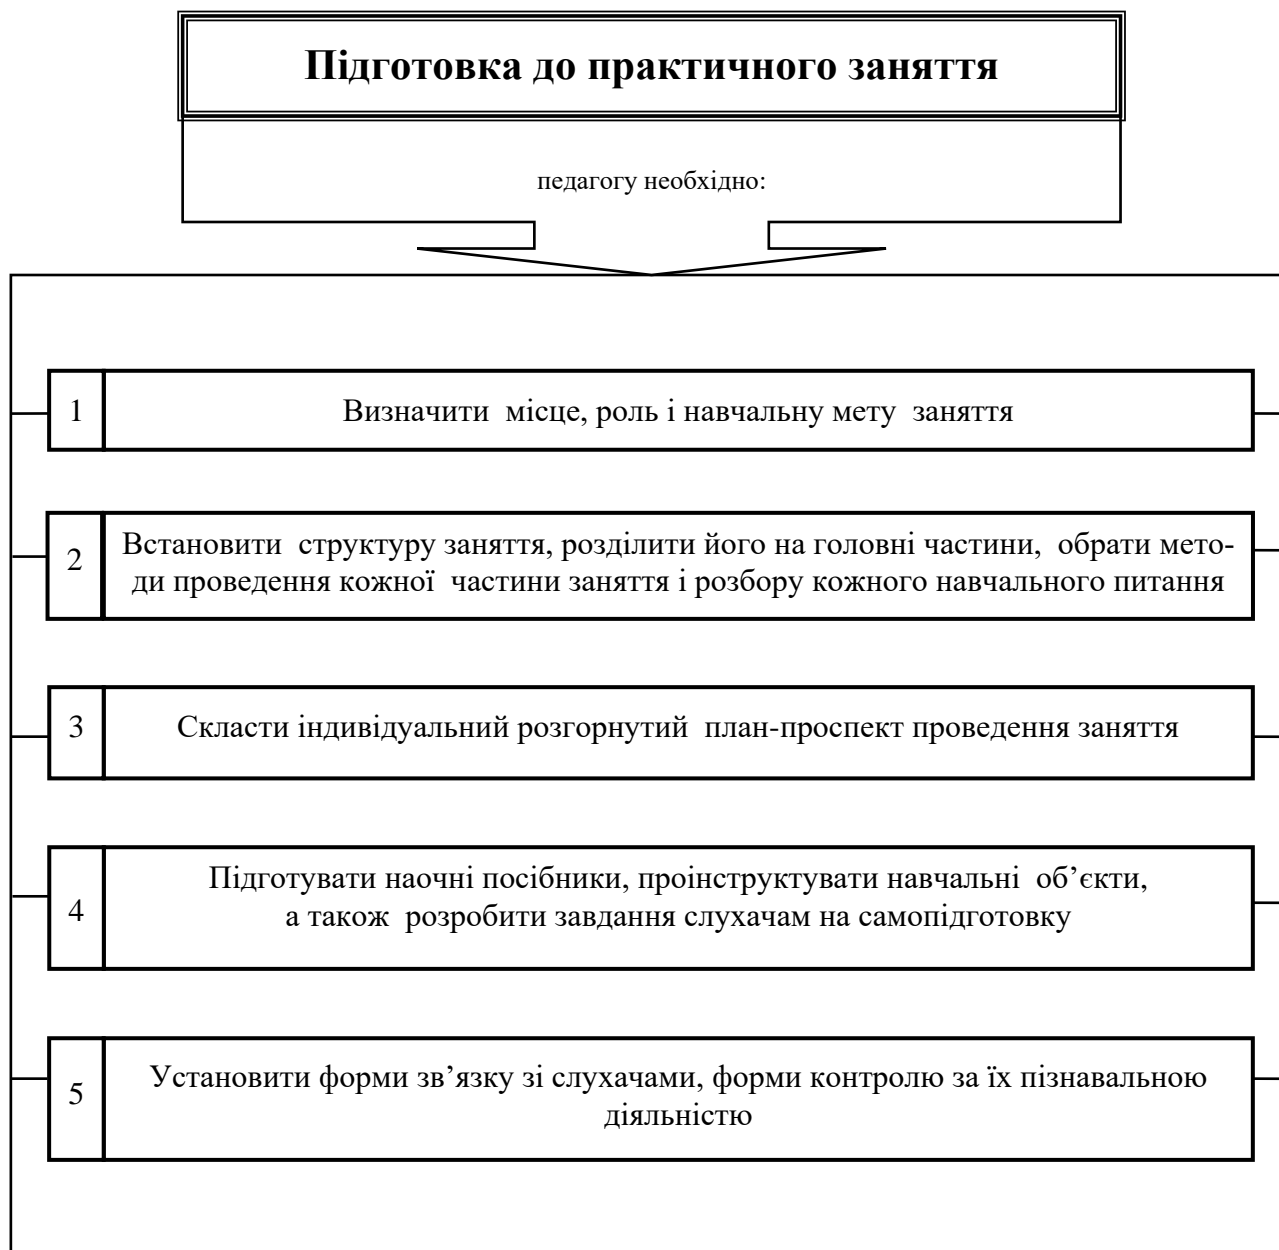 Підготовка до практичного заняття
педагогу необхідно:
1 Визначити місце, роль і навчальну мету заняття
2 Встановити структуру заняття, розділити його на головні частини, обрати мето-
ди проведення кожної частини заняття і розбору кожного навчального питання
3 Скласти індивідуальний розгорнутий план-проспект проведення заняття
4 Підготувати наочні посібники, проінструктувати навчальні об’єкти,
а також розробити завдання слухачам на самопідготовку
5 Установити форми зв’язку зі слухачами, форми контролю за їх пізнавальною
діяльністю